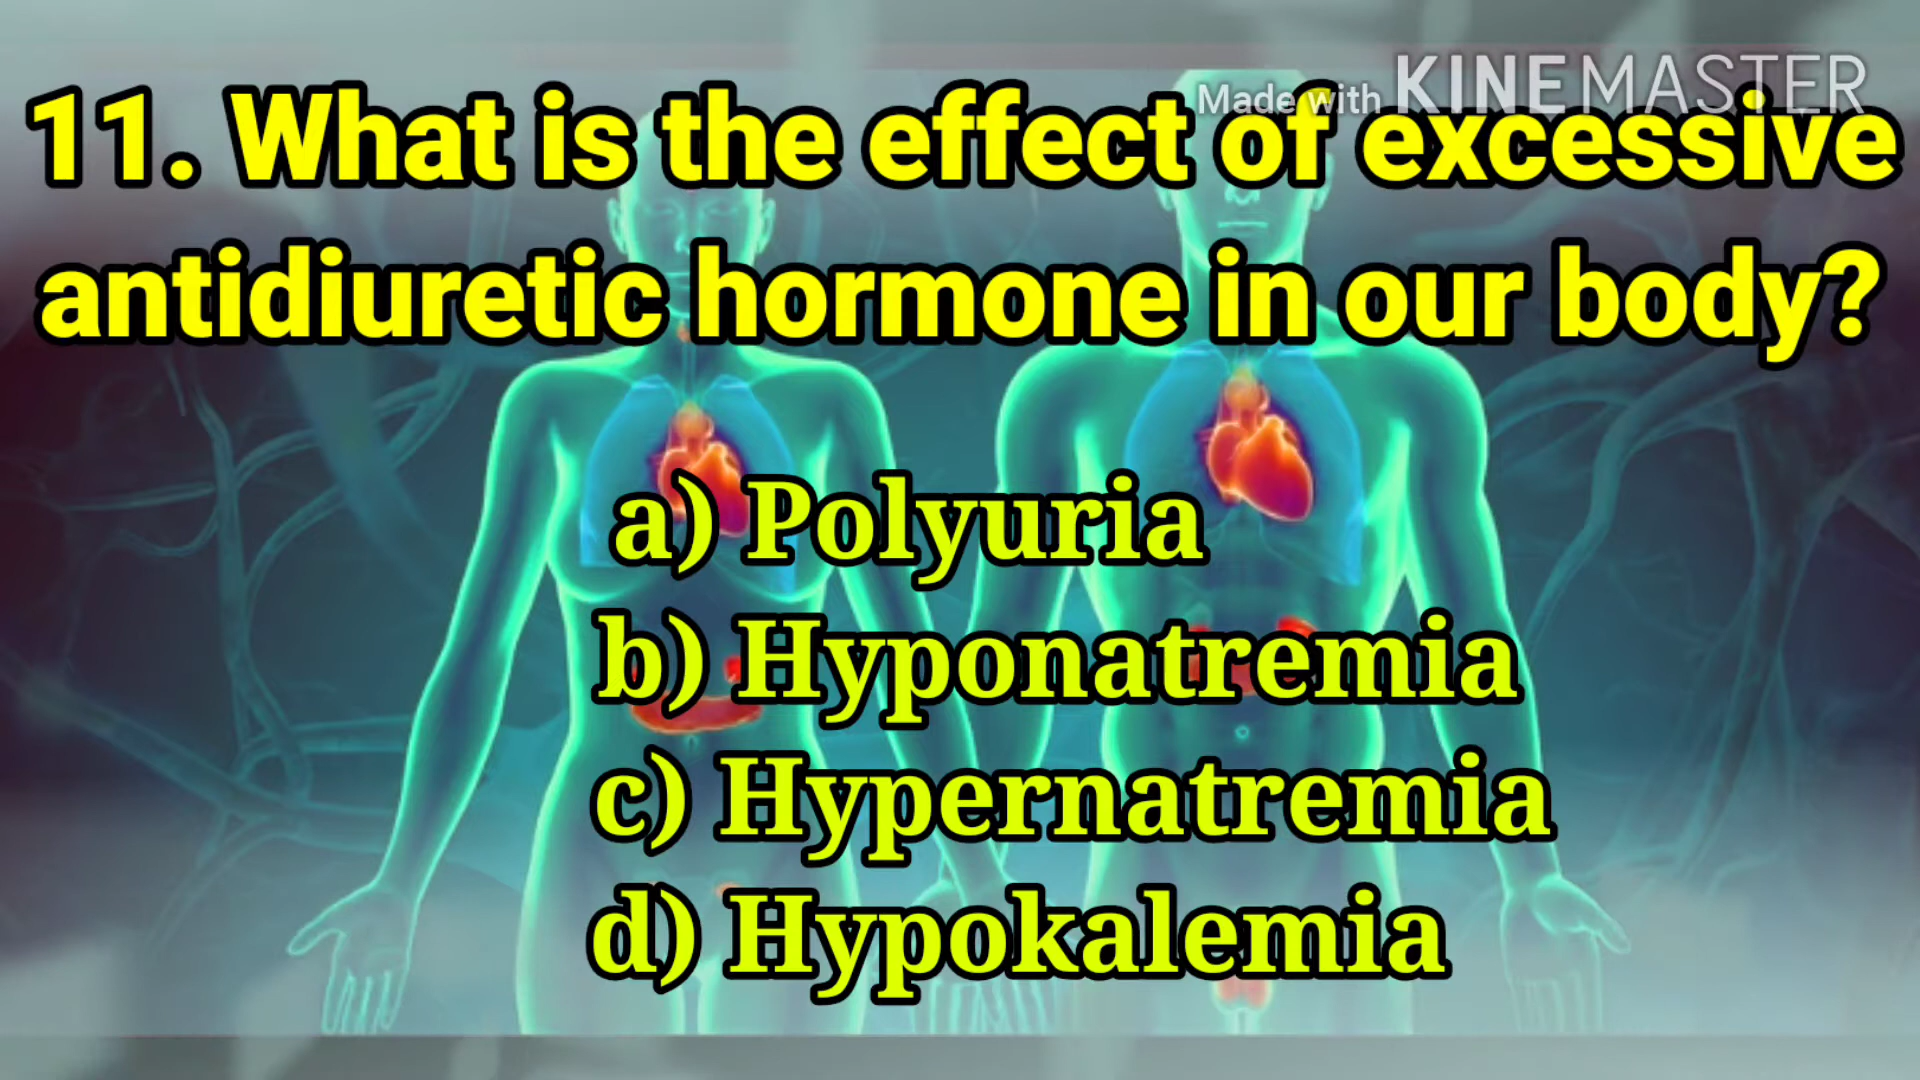 Made with KINEMASTER
11. What is the effect of excessive
antidiuretic hormone in our body?
a) Polyuria
b) Hyponatremia
c) Hypernatremia
d) Hypokalemia